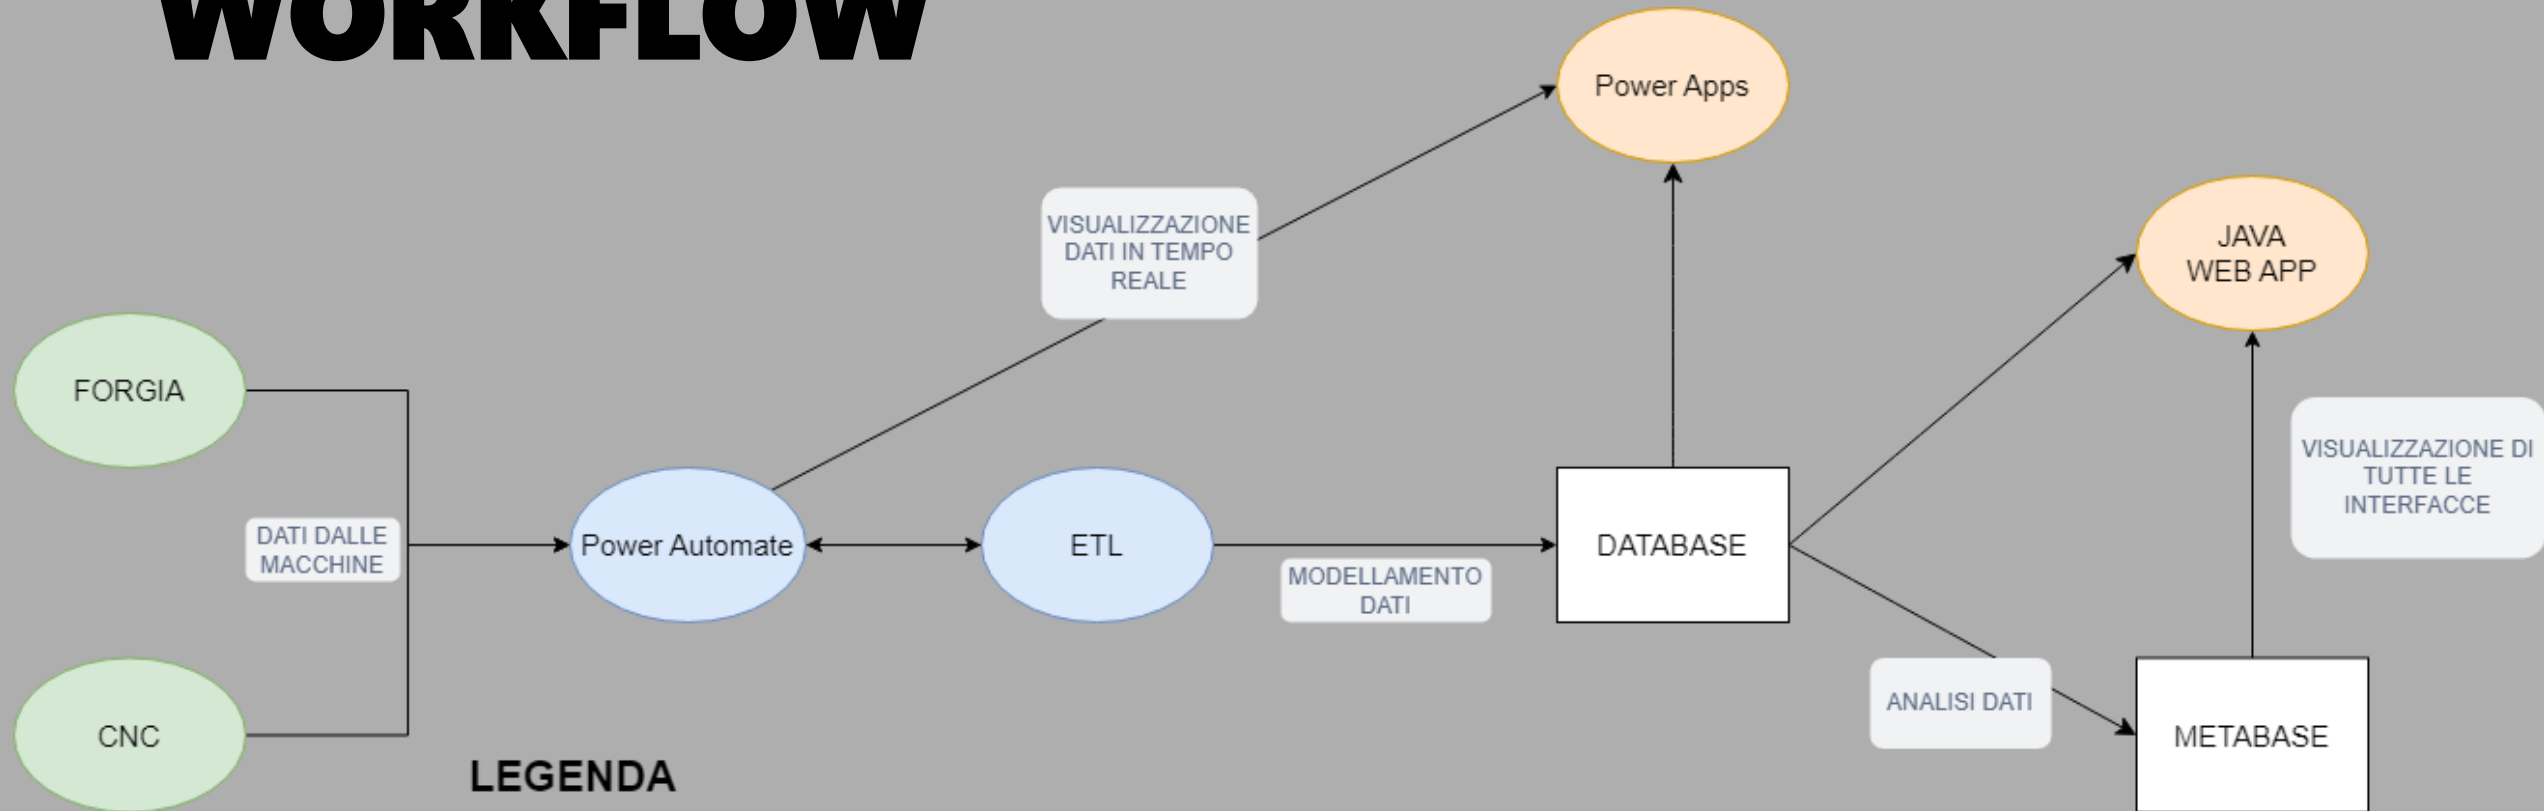 WORKFLOW
Power Apps
VISUALIZZAZIONE
DATI IN TEMPO
REALE
JAVA
WEB APP
FORGIA
VISUALIZZAZIONE DI
TUTTE LE
INTERFACCE
DATI DALLE
MACCHINE
Power Automate
ETL
MODELLAMENTO
DATI
DATABASE
ANALISI DATI
CNC
METABASE
LEGENDA